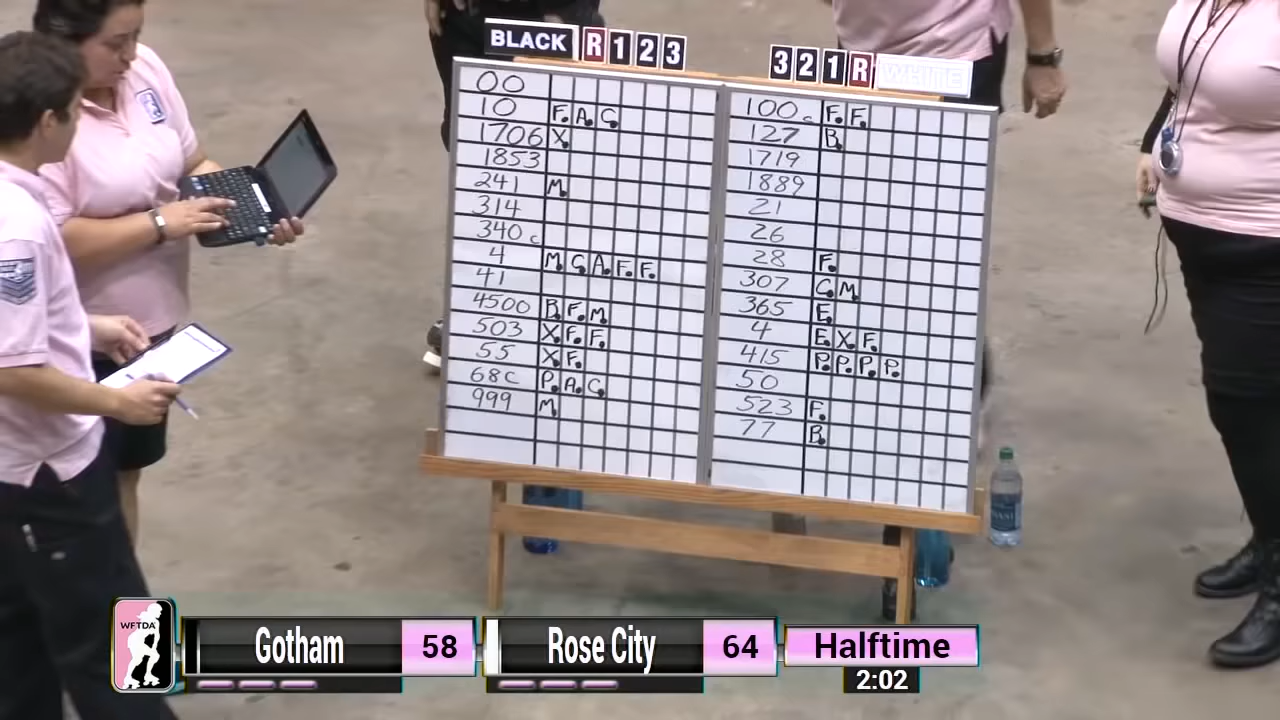 BLACK R 1 2 3
3 2 1 R WHITE
00
10 F. A. C.
1706 X.
1853
241 M.
314
340 c
4 M. C. A. F. F.
41
4500 B. F. M.
503 X. F. F.
55 X. F.
68C P. A. C.
999 M.
100 c F. F.
127 B.
1719
1889
21
26
28 F.
307 C. M.
365 E.
4 E. X. F.
415 P. P. P. P.
50
523 F.
77 B.
WFTDA
Gotham 58 Rose City 64 Halftime
2:02